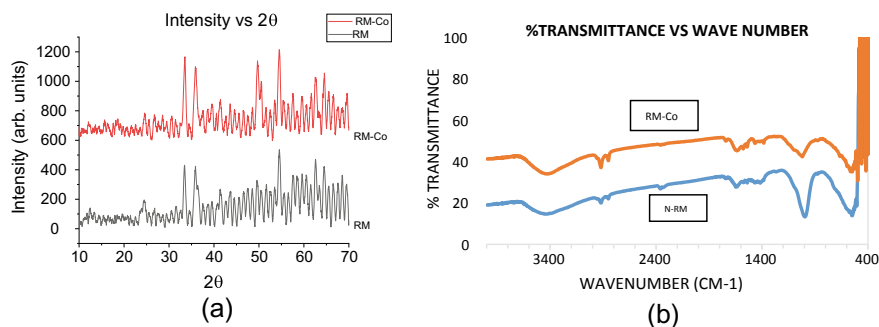 Intensity vs 2θ
RM-Co
RM
1200
1000
800
600
400
200
0
Intensity (arb. units)
RM-Co
RM
10 20 30 40 50 60 70
2θ
(a)
%TRANSMITTANCE VS WAVE NUMBER
100
80
60
40
20
0
% TRANSMITTANCE
RM-Co
N-RM
3400 2400 1400 400
WAVENUMBER (CM-1)
(b)